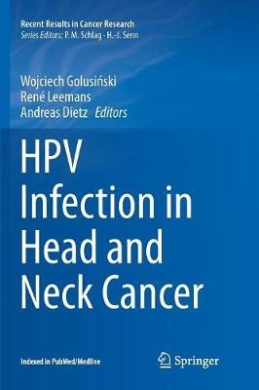 Recent Results in Cancer Research
Series Editors: P. M. Schlag · H.-J. Senn
Wojciech Golusiński
René Leemans
Andreas Dietz Editors
HPV
Infection in
Head and
Neck Cancer
Indexed in PubMed/Medline
Springer